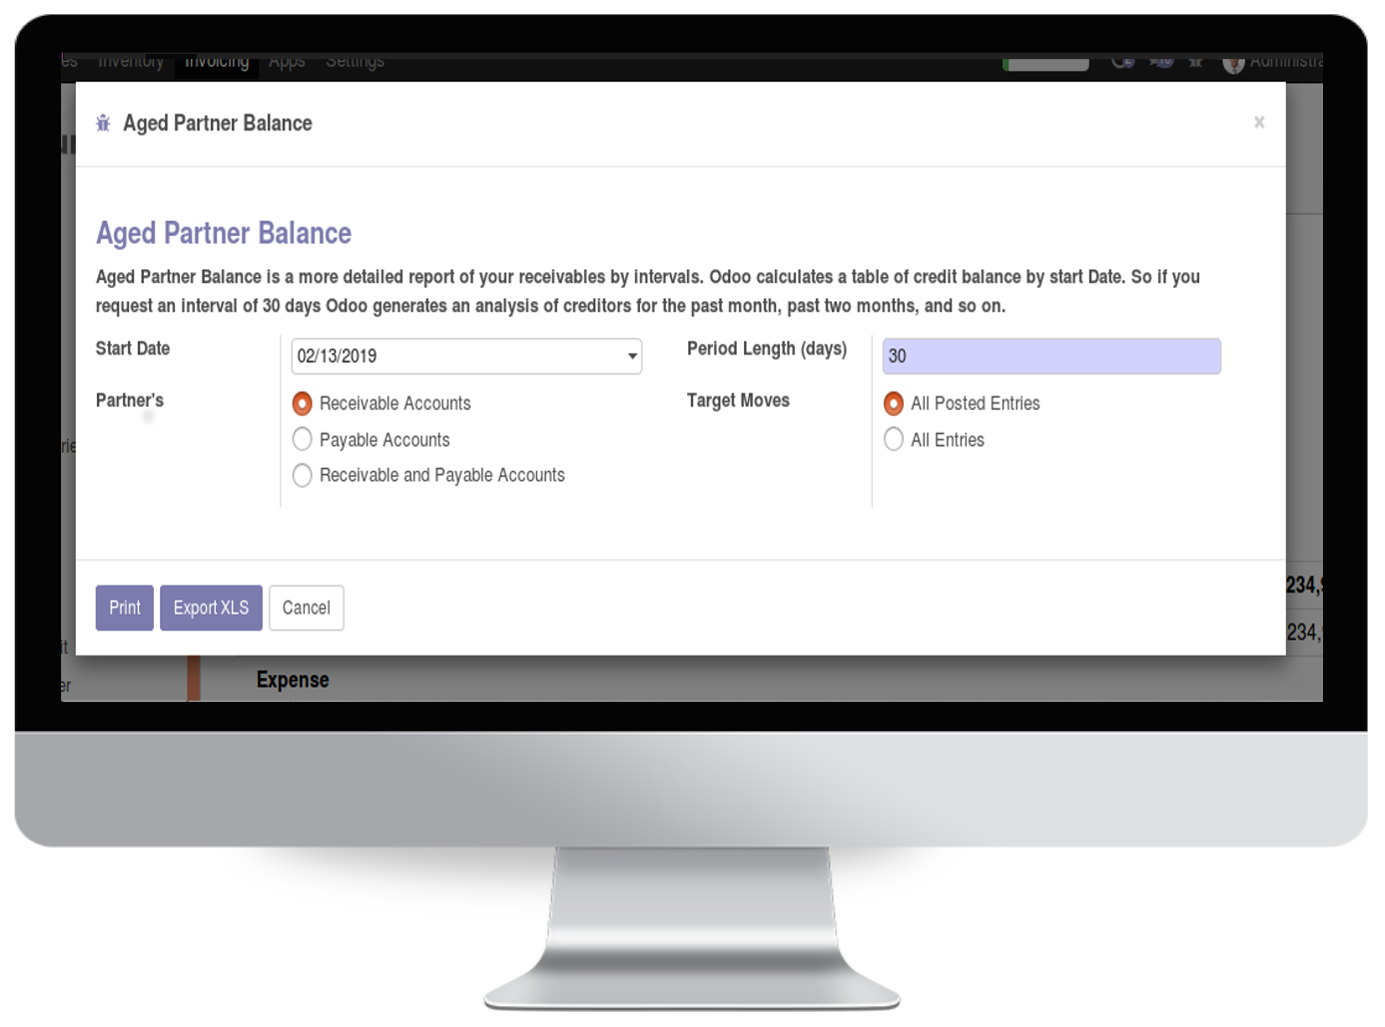 Inventory Invoicing Apps Settings
Aged Partner Balance
x
Aged Partner Balance
Aged Partner Balance is a more detailed report of your receivables by intervals. Odoo calculates a table of credit balance by start Date. So if you
request an interval of 30 days Odoo generates an analysis of creditors for the past month, past two months, and so on.
Start Date 02/13/2019 Period Length (days) 30
Partner's Receivable Accounts Target Moves All Posted Entries
Payable Accounts All Entries
Receivable and Payable Accounts
Print Export XLS Cancel
Expense